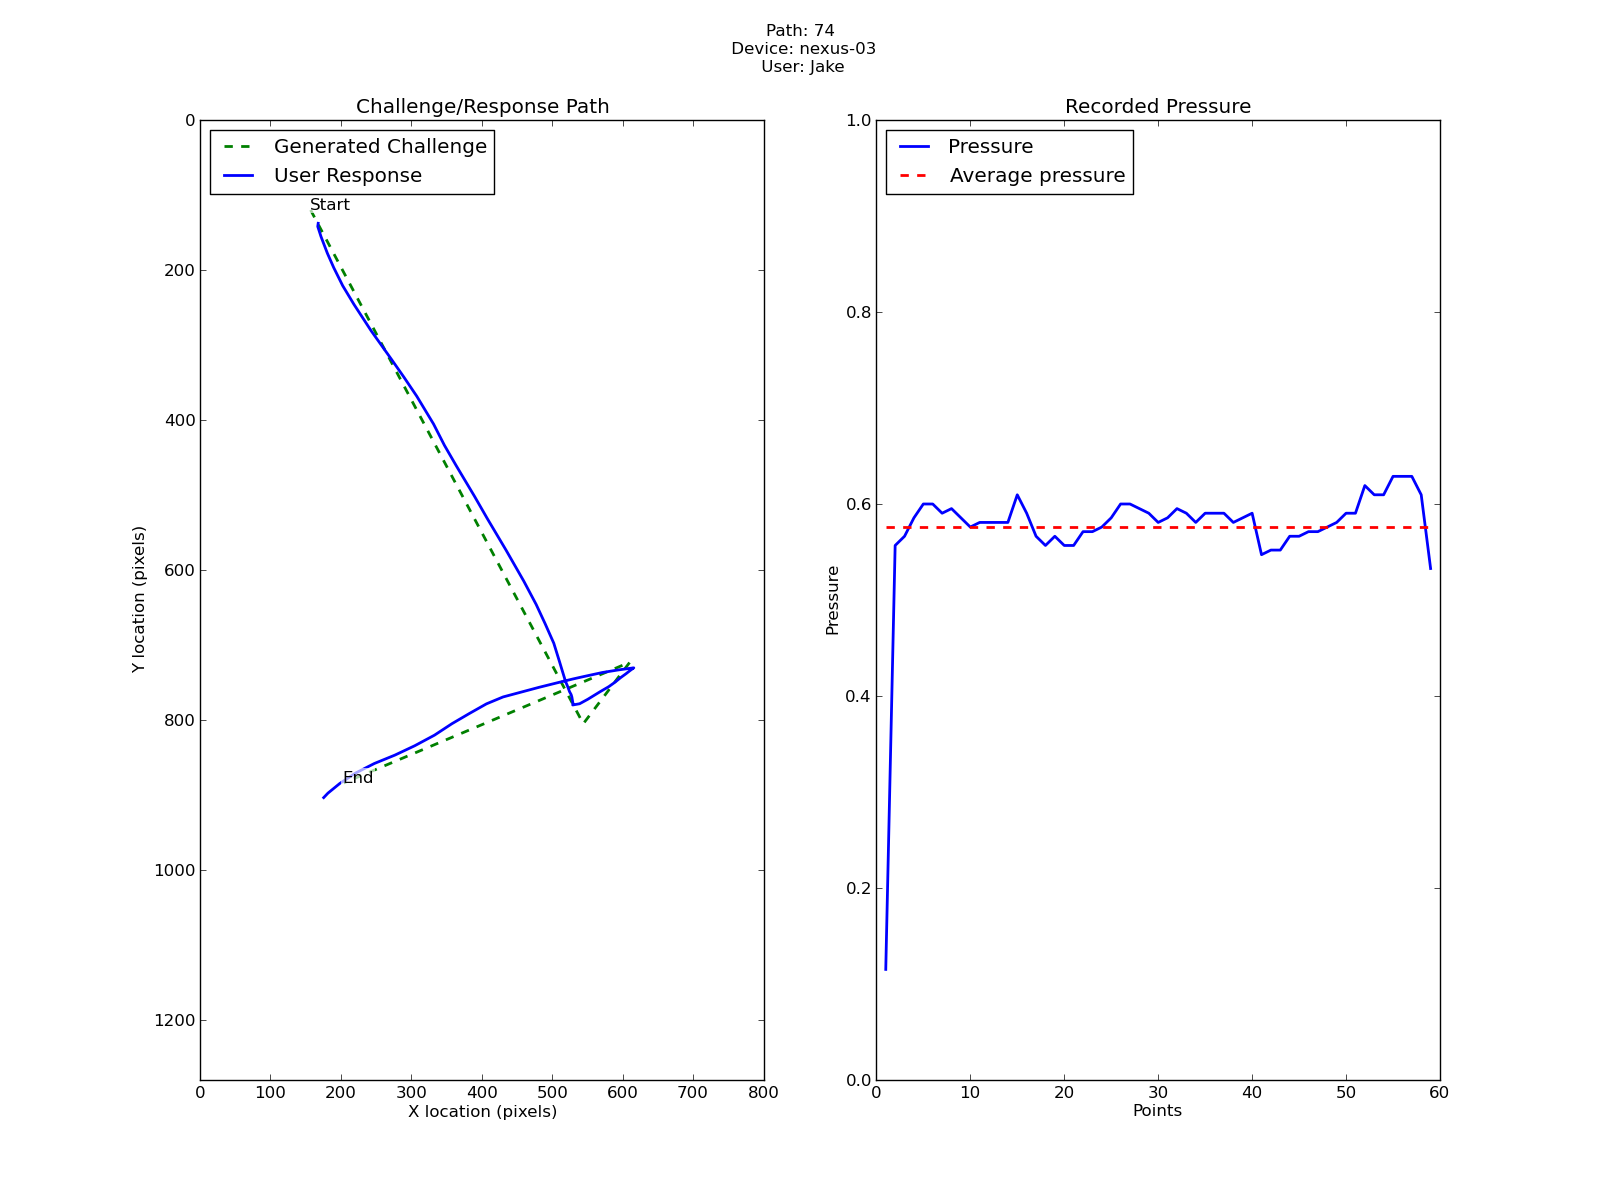 Path: 74
Device: nexus-03
User: Jake
Challenge/Response Path
Generated Challenge
User Response
Start
End
0
200
400
600
800
1000
1200
Y location (pixels)
0 100 200 300 400 500 600 700 800
X location (pixels)
Recorded Pressure
Pressure
Average pressure
1.0
0.8
0.6
0.4
0.2
0.0
Pressure
0 10 20 30 40 50 60
Points